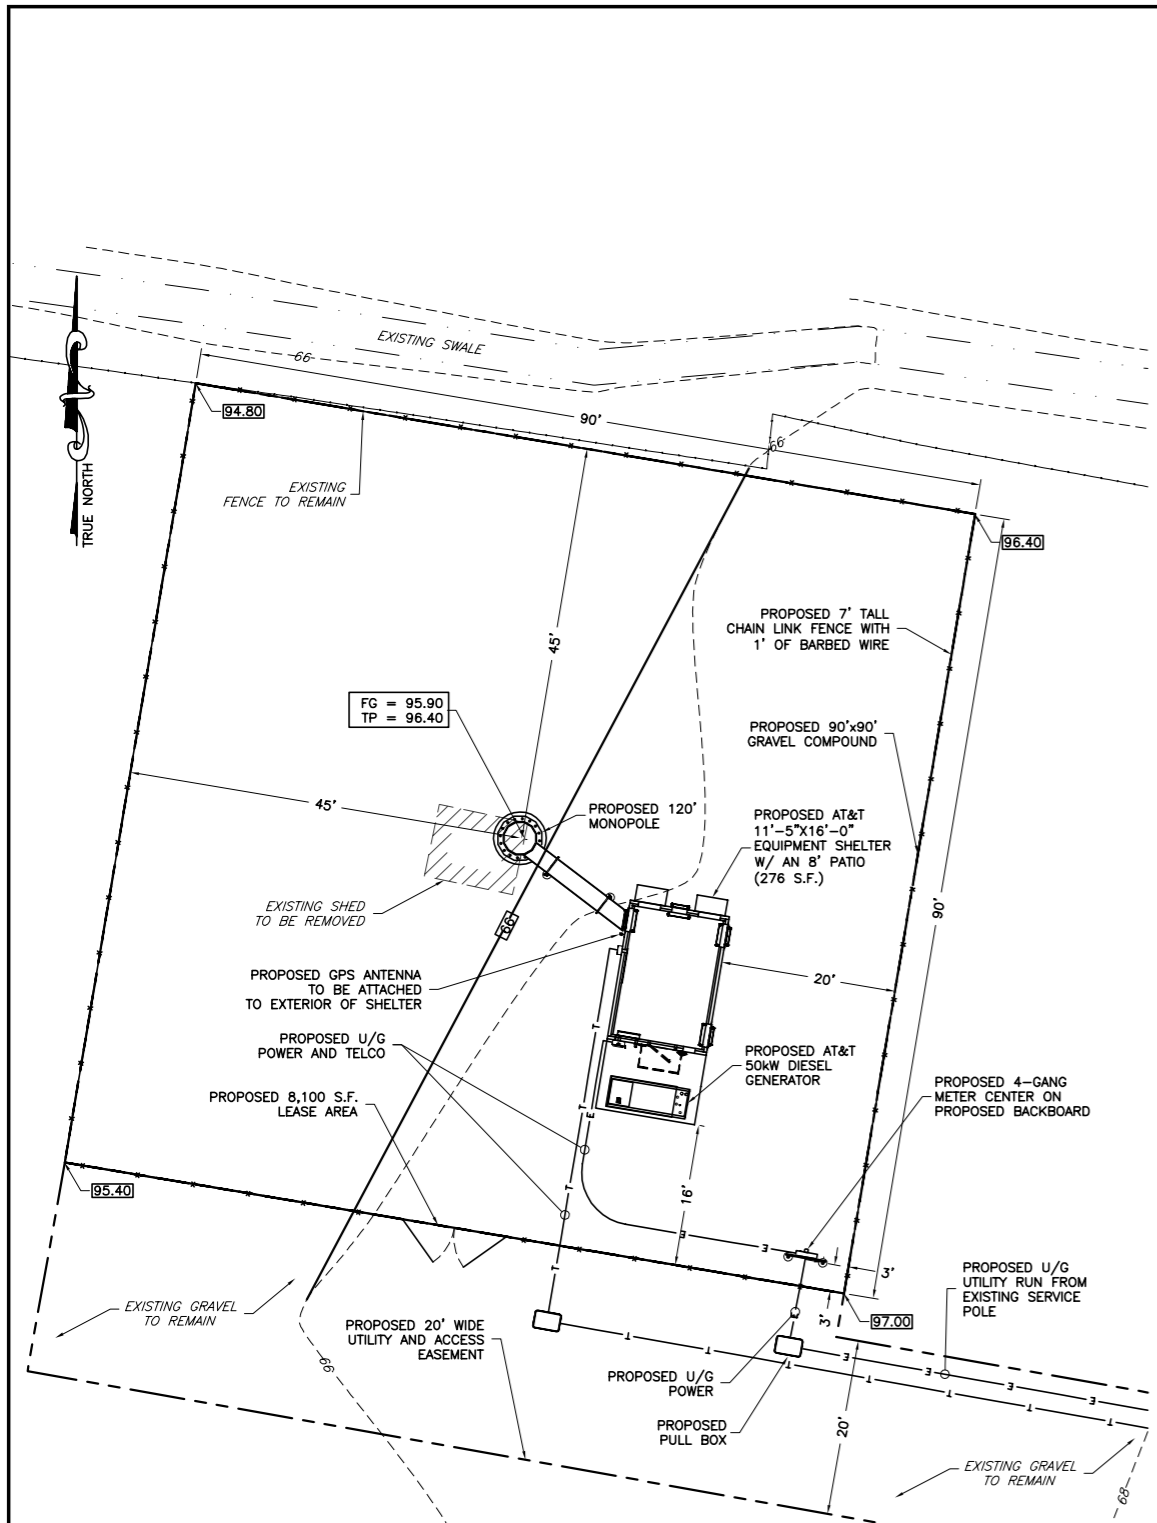 EXISTING SWALE
66
90'
94.80
66
TRUE NORTH
EXISTING
FENCE TO REMAIN
96.40
PROPOSED 7' TALL
CHAIN LINK FENCE WITH
1' OF BARBED WIRE
45'
FG = 95.90
TP = 96.40
PROPOSED 90'x90'
GRAVEL COMPOUND
45'
PROPOSED 120'
MONOPOLE
PROPOSED AT&T
11'-5"X16'-0"
EQUIPMENT SHELTER
W/ AN 8' PATIO
(276 S.F.)
EXISTING SHED
TO BE REMOVED
66
90'
PROPOSED GPS ANTENNA
TO BE ATTACHED
TO EXTERIOR OF SHELTER
20'
PROPOSED U/G
POWER AND TELCO
T
PROPOSED AT&T
50kW DIESEL
GENERATOR
PROPOSED 4-GANG
METER CENTER ON
PROPOSED BACKBOARD
PROPOSED 8,100 S.F.
LEASE AREA
T
T
E
95.40
T
16'
E
E
T
3'
PROPOSED U/G
UTILITY RUN FROM
EXISTING SERVICE
POLE
EXISTING GRAVEL
TO REMAIN
PROPOSED 20' WIDE
UTILITY AND ACCESS
EASEMENT
3'
97.00
E
66
T
T
T
T
T
T
T
E
E
E
E
PROPOSED U/G
POWER
PROPOSED
PULL BOX
20'
EXISTING GRAVEL
TO REMAIN
68